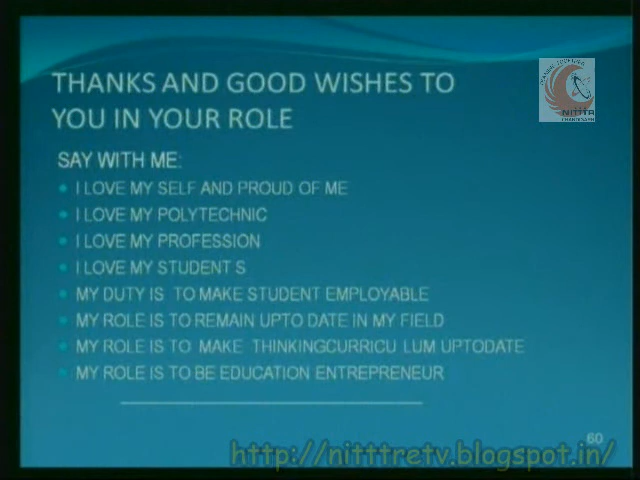 THANKS AND GOOD WISHES TO
YOU IN YOUR ROLE
SAY WITH ME:
I LOVE MY SELF AND PROUD OF ME
I LOVE MY POLYTECHNIC
I LOVE MY PROFESSION
I LOVE MY STUDENT S
MY DUTY IS TO MAKE STUDENT EMPLOYABLE
MY ROLE IS TO REMAIN UPTO DATE IN MY FIELD
MY ROLE IS TO MAKE THINKINGCURRICU LUM UPTODATE
MY ROLE IS TO BE EDUCATION ENTREPRENEUR
NITTTR
CHANDIGARH
60
http://nitttretv.blogspot.in/